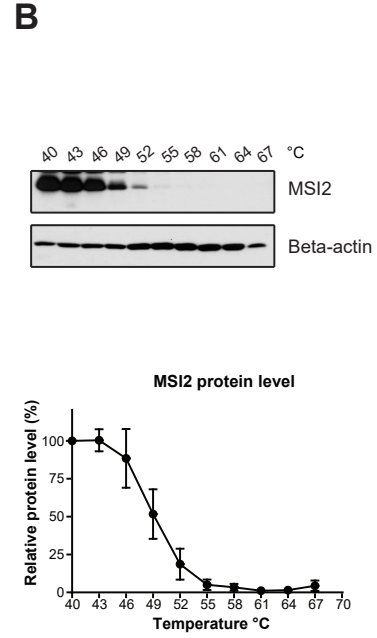 B
40 43 46 49 52 55 58 61 64 67 °C
MSI2
Beta-actin
MSI2 protein level
Relative protein level (%)
100
75
50
25
0
40 43 46 49 52 55 58 61 64 67 70
Temperature °C